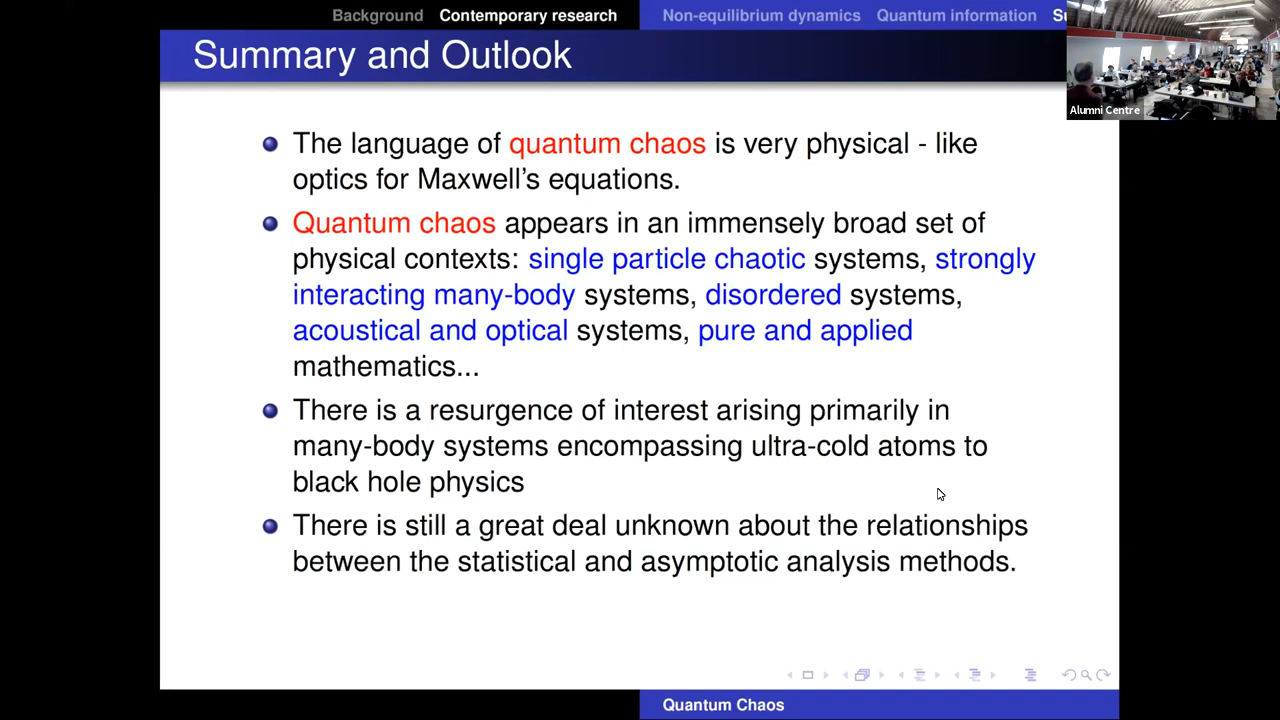 Background Contemporary research Non-equilibrium dynamics Quantum information
Summary and Outlook
Alumni Centre
The language of quantum chaos is very physical - like
optics for Maxwell's equations.
Quantum chaos appears in an immensely broad set of
physical contexts: single particle chaotic systems, strongly
interacting many-body systems, disordered systems,
acoustical and optical systems, pure and applied
mathematics...
There is a resurgence of interest arising primarily in
many-body systems encompassing ultra-cold atoms to
black hole physics
There is still a great deal unknown about the relationships
between the statistical and asymptotic analysis methods.
Quantum Chaos